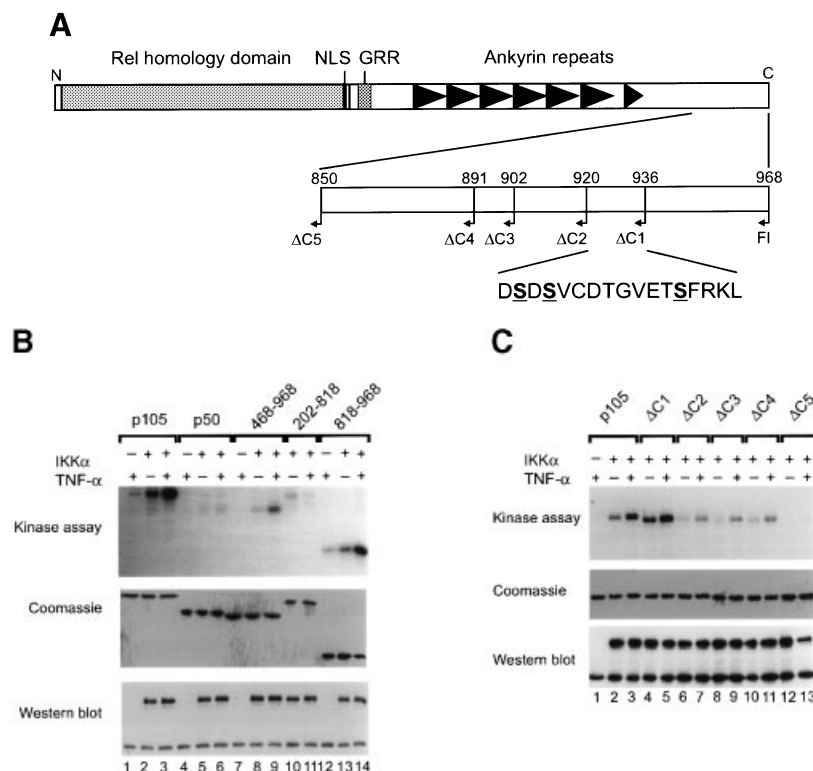 A
Rel homology domain NLS GRR Ankyrin repeats
N C
850 891 902 920 936 968
ΔC5 ΔC4 ΔC3 ΔC2 ΔC1 Fl
DSDSVCDTGVETSFRKL
B
p105 p50 468-968 202-818 818-968
IKKα – + + – + + – + + – + – + +
TNF-α + – + + – + + – + – + + – +
Kinase assay
Coomassie
Western blot
1 2 3 4 5 6 7 8 9 10 11 12 13 14
C
p105 ΔC1 ΔC2 ΔC3 ΔC4 ΔC5
IKKα – + + + + + + + + + + + +
TNF-α + – + – + – + – + – + – +
Kinase assay
Coomassie
Western blot
1 2 3 4 5 6 7 8 9 10 11 12 13